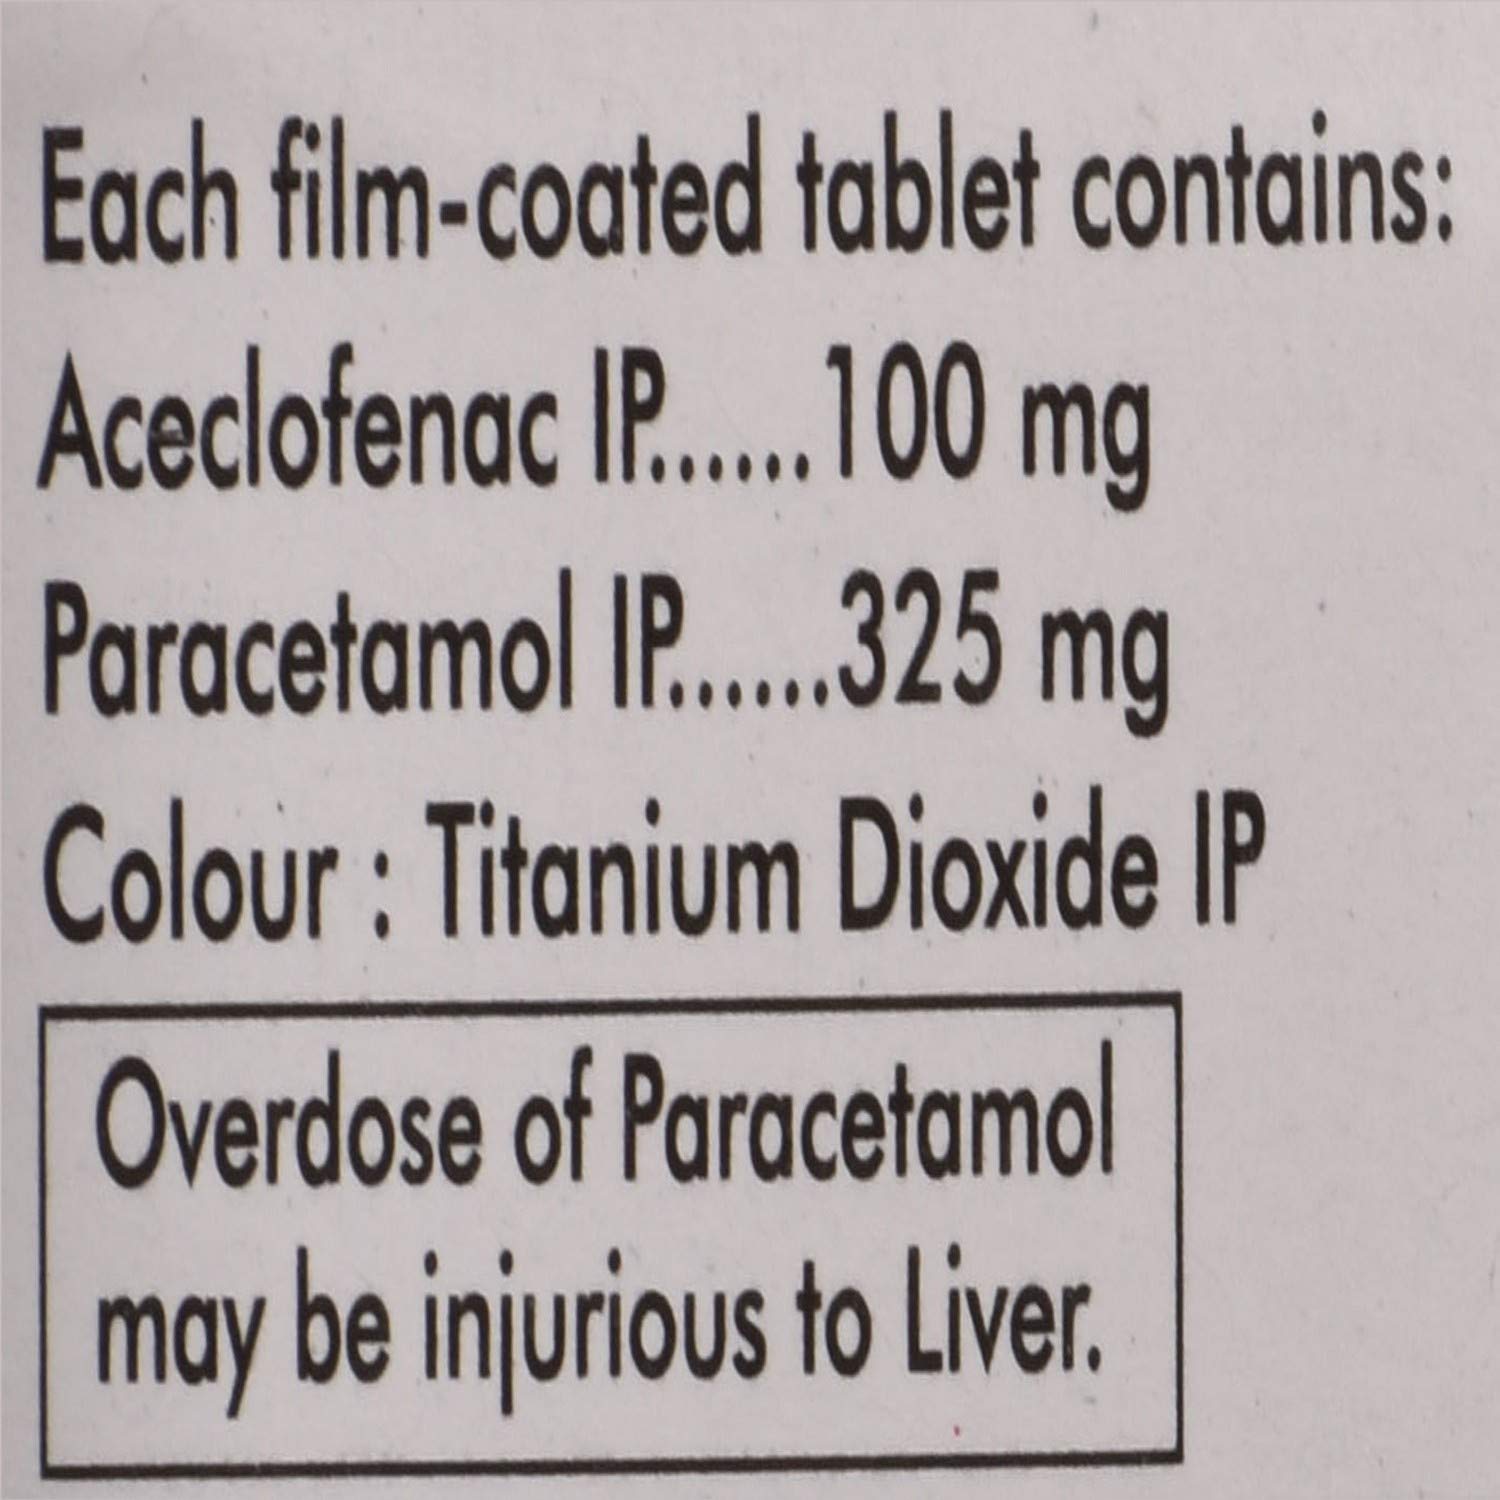 Each film-coated tablet contains:
Aceclofenac IP......100 mg
Paracetamol IP......325 mg
Colour : Titanium Dioxide IP
Overdose of Paracetamol
may be injurious to Liver.